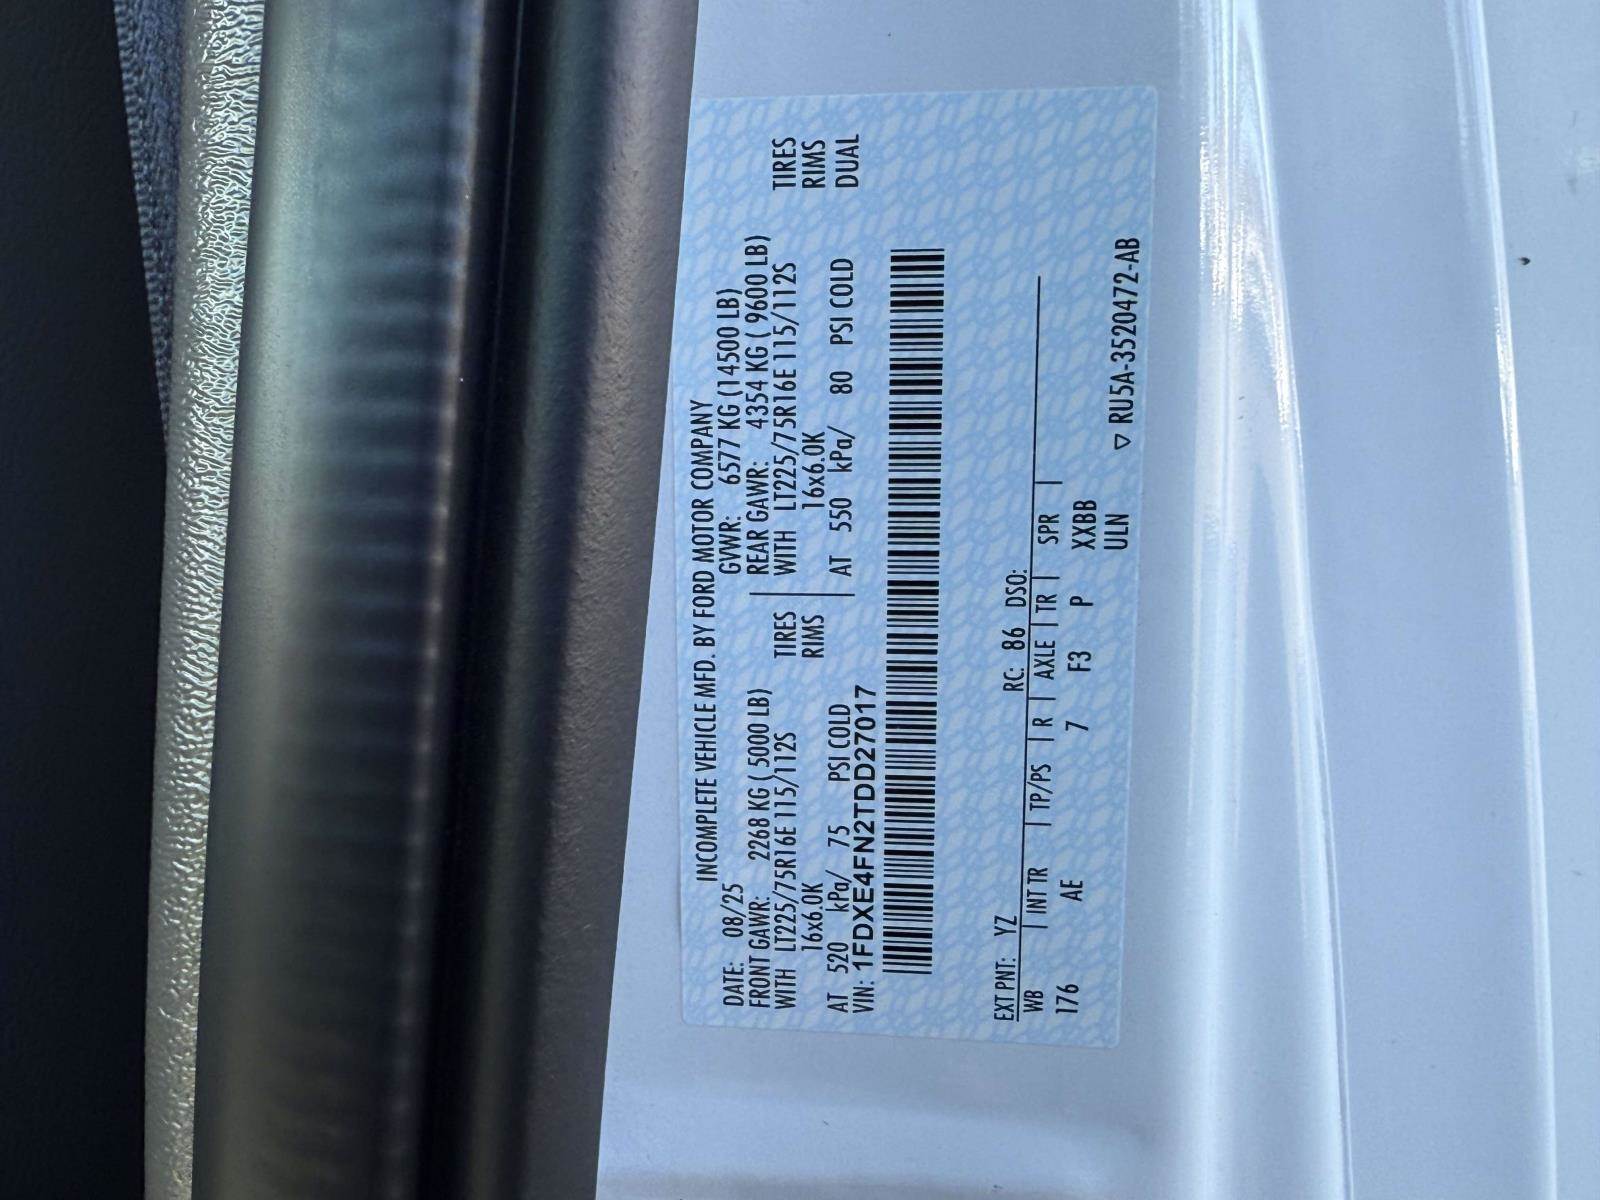 INCOMPLETE VEHICLE MFD. BY FORD MOTOR COMPANY
DATE: 08/25 GVWR: 6577 KG (14500 LB)
FRONT GAWR: 2268 KG ( 5000 LB) REAR GAWR: 4354 KG ( 9600 LB)
WITH LT225/75R16E 115/112S TIRES WITH LT225/75R16E 115/112S TIRES
16x6.0K RIMS 16x6.0K RIMS
AT 520 kPa/ 75 PSI COLD AT 550 kPa/ 80 PSI COLD DUAL
VIN: 1FDXE4FN2TDD27017
EXT PNT: YZ RC: 86 DSO:
WB INT TR TP/PS R AXLE TR SPR
176 AE 7 F3 P XXBB
ULN ▽ RU5A-3520472-AB